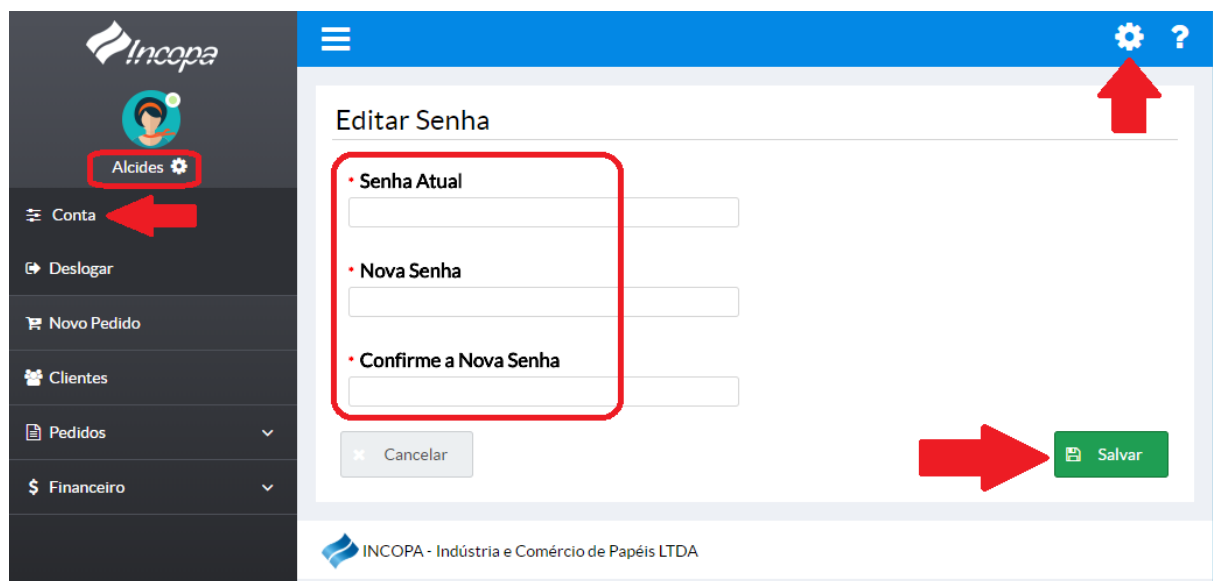 Incopa
?
Editar Senha
Alcides
* Senha Atual
Conta
Deslogar
* Nova Senha
Novo Pedido
* Confirme a Nova Senha
Clientes
Pedidos
Cancelar
Salvar
$ Financeiro
INCOPA - Indústria e Comércio de Papéis LTDA